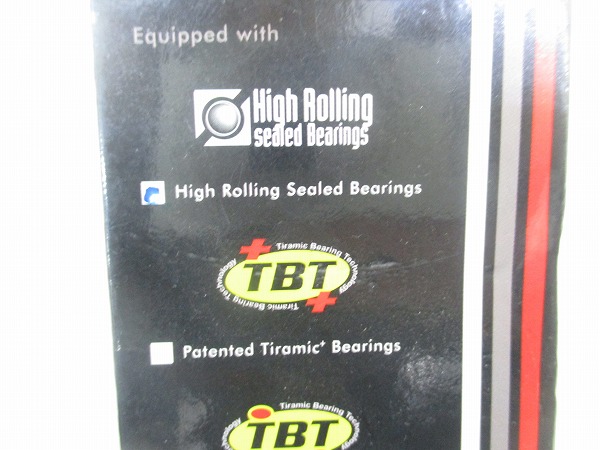 Equipped with
High Rolling
Sealed Bearings
High Rolling Sealed Bearings
Tiramic Bearing Technology
TBT
Tiramic Bearing Technology
Patented Tiramic+ Bearings
Tiramic Bearing Technology
TBT